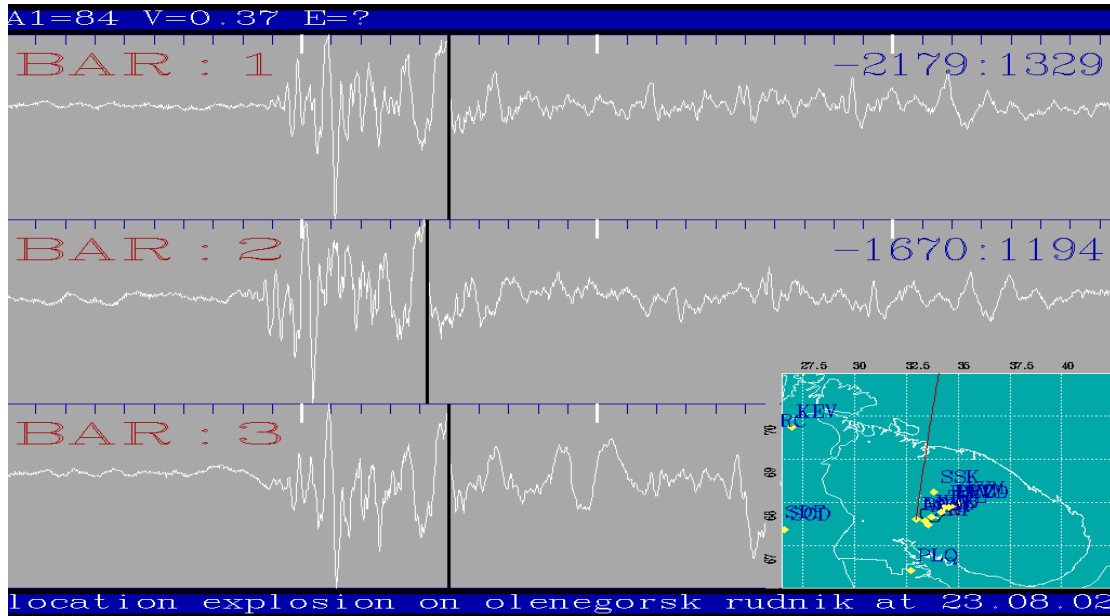 A1=84 V=0.37 E=?
BAR: 1
-2179:1329
BAR: 2
-1670:1194
BAR: 3
27.5 30 32.5 35 37.5 40
KEV
RC
70
69
SSK
68
SOD
67
PLQ
location explosion on olenegorsk rudnik at 23.08.02